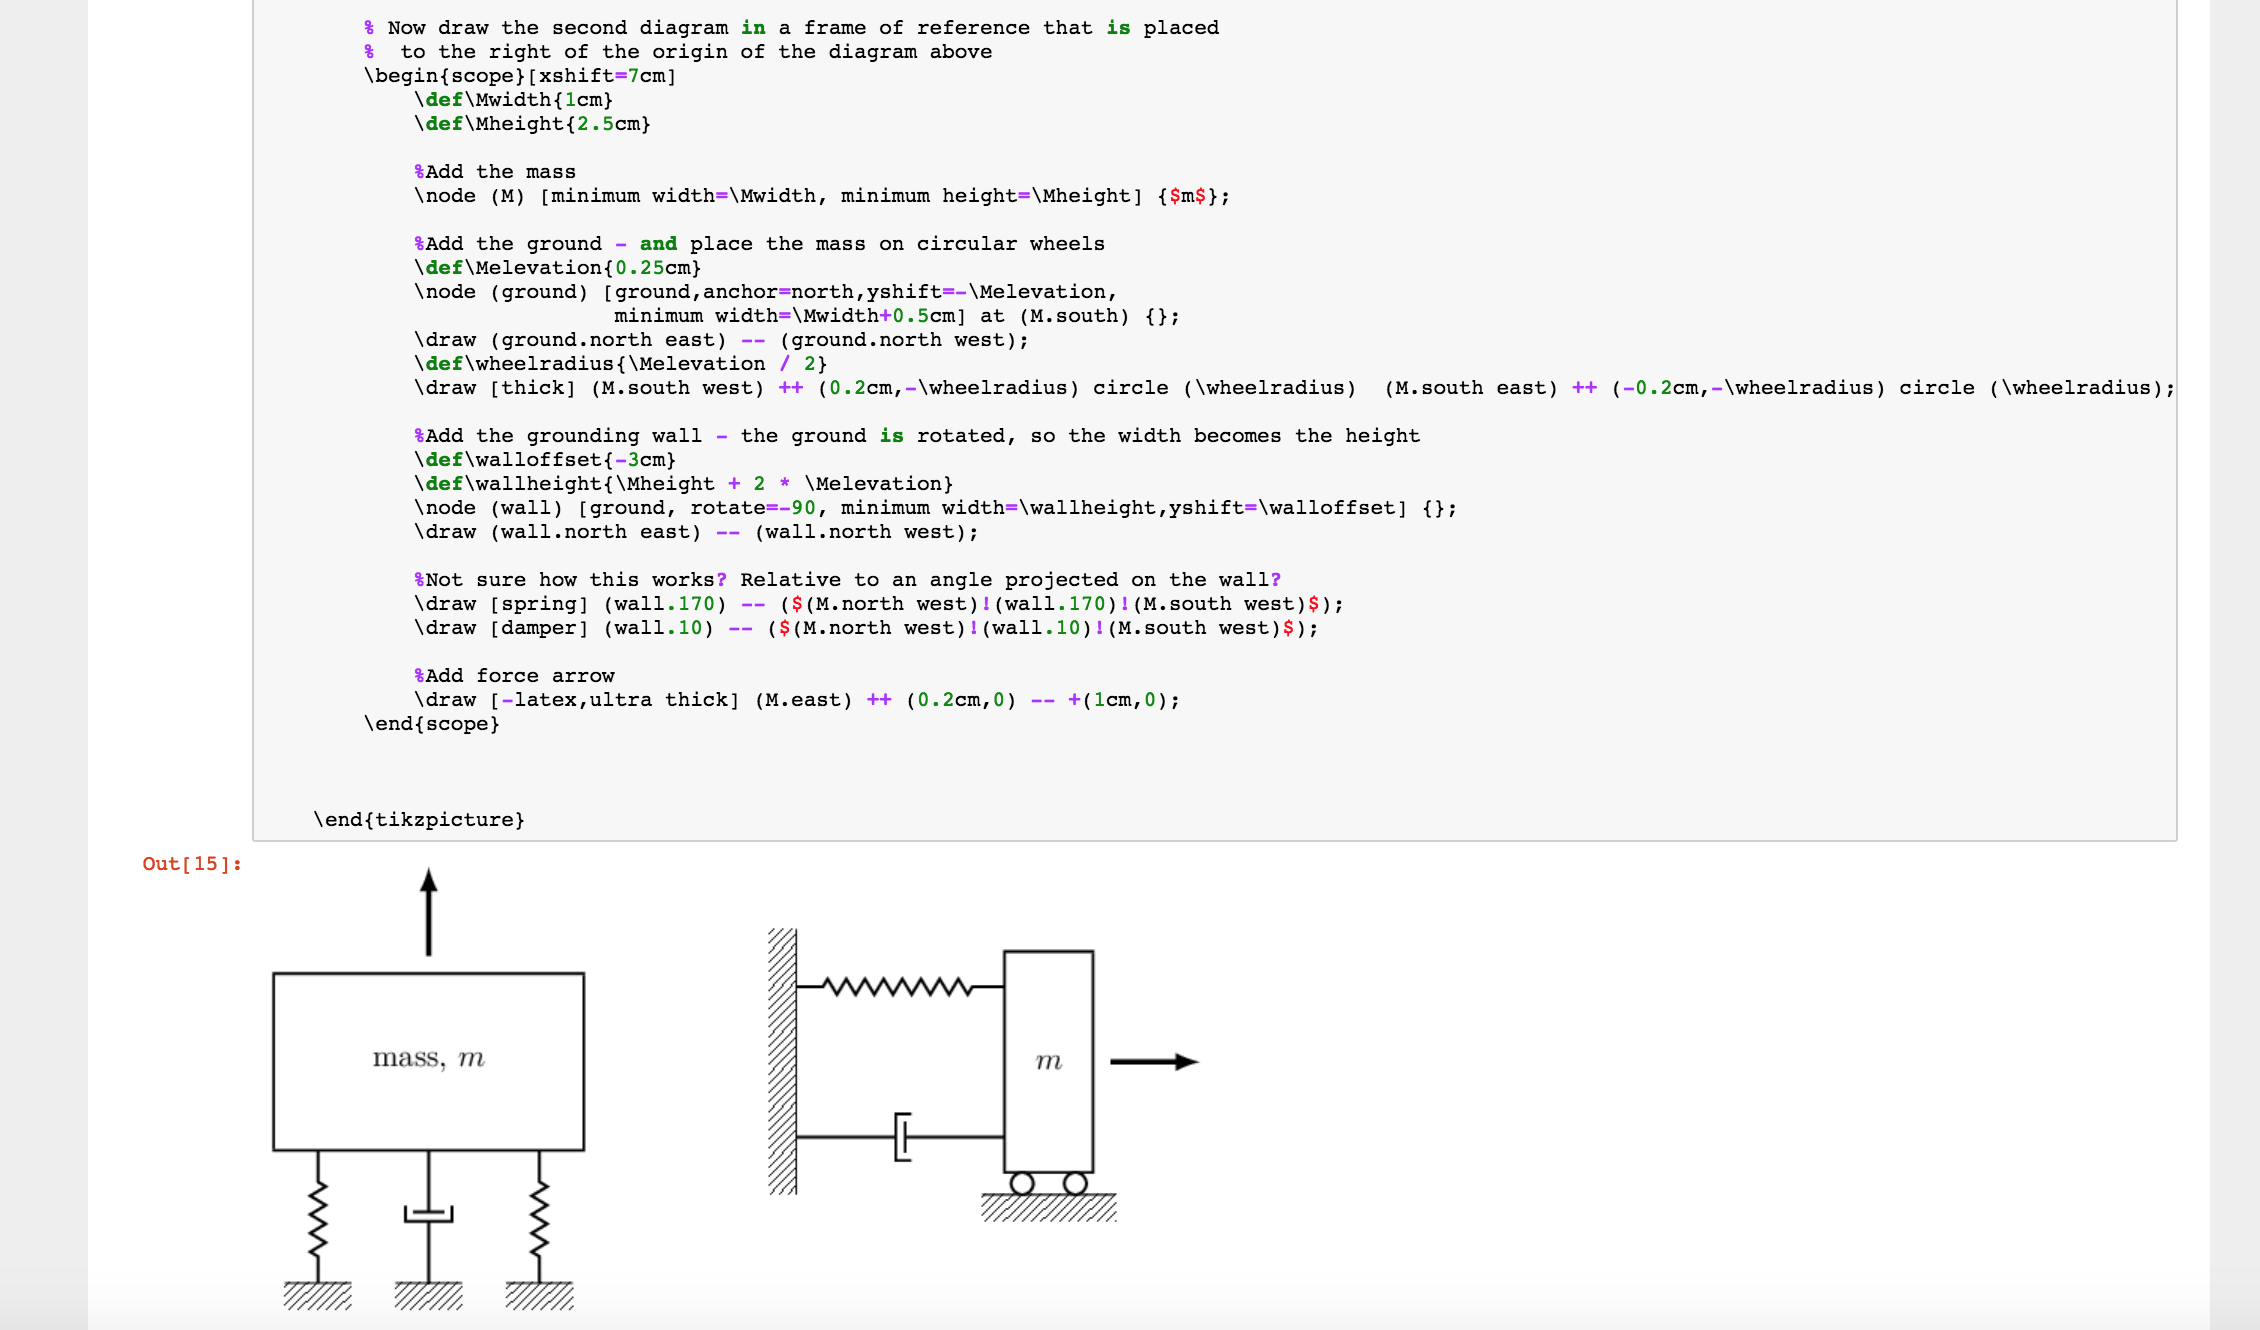 % Now draw the second diagram in a frame of reference that is placed
%  to the right of the origin of the diagram above
\begin{scope}[xshift=7cm]
\def\Mwidth{1cm}
\def\Mheight{2.5cm}
%Add the mass
\node (M) [minimum width=\Mwidth, minimum height=\Mheight] {$m$};
%Add the ground - and place the mass on circular wheels
\def\Melevation{0.25cm}
\node (ground) [ground,anchor=north,yshift=-\Melevation,
minimum width=\Mwidth+0.5cm] at (M.south) {};
\draw (ground.north east) -- (ground.north west);
\def\wheelradius{\Melevation / 2}
\draw [thick] (M.south west) ++ (0.2cm,-\wheelradius) circle (\wheelradius)  (M.south east) ++ (-0.2cm,-\wheelradius) circle (\wheelradius);
%Add the grounding wall - the ground is rotated, so the width becomes the height
\def\walloffset{-3cm}
\def\wallheight{\Mheight + 2 * \Melevation}
\node (wall) [ground, rotate=-90, minimum width=\wallheight,yshift=\walloffset] {};
\draw (wall.north east) -- (wall.north west);
%Not sure how this works? Relative to an angle projected on the wall?
\draw [spring] (wall.170) -- ($(M.north west)!(wall.170)!(M.south west)$);
\draw [damper] (wall.10) -- ($(M.north west)!(wall.10)!(M.south west)$);
%Add force arrow
\draw [-latex,ultra thick] (M.east) ++ (0.2cm,0) -- +(1cm,0);
\end{scope}
\end{tikzpicture}
Out[15]:
mass, m
m